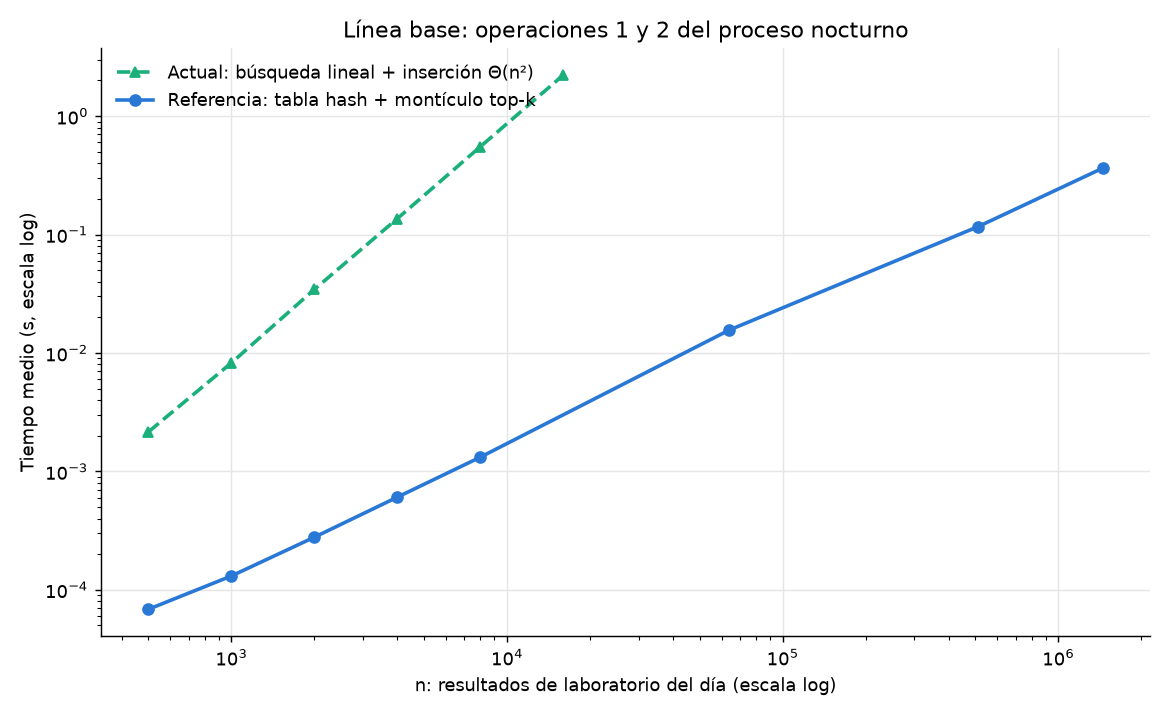 Línea base: operaciones 1 y 2 del proceso nocturno
Actual: búsqueda lineal + inserción Θ(n²)
Referencia: tabla hash + montículo top-k
Tiempo medio (s, escala log)
10⁰
10⁻¹
10⁻²
10⁻³
10⁻⁴
10³
10⁴
10⁵
10⁶
n: resultados de laboratorio del día (escala log)